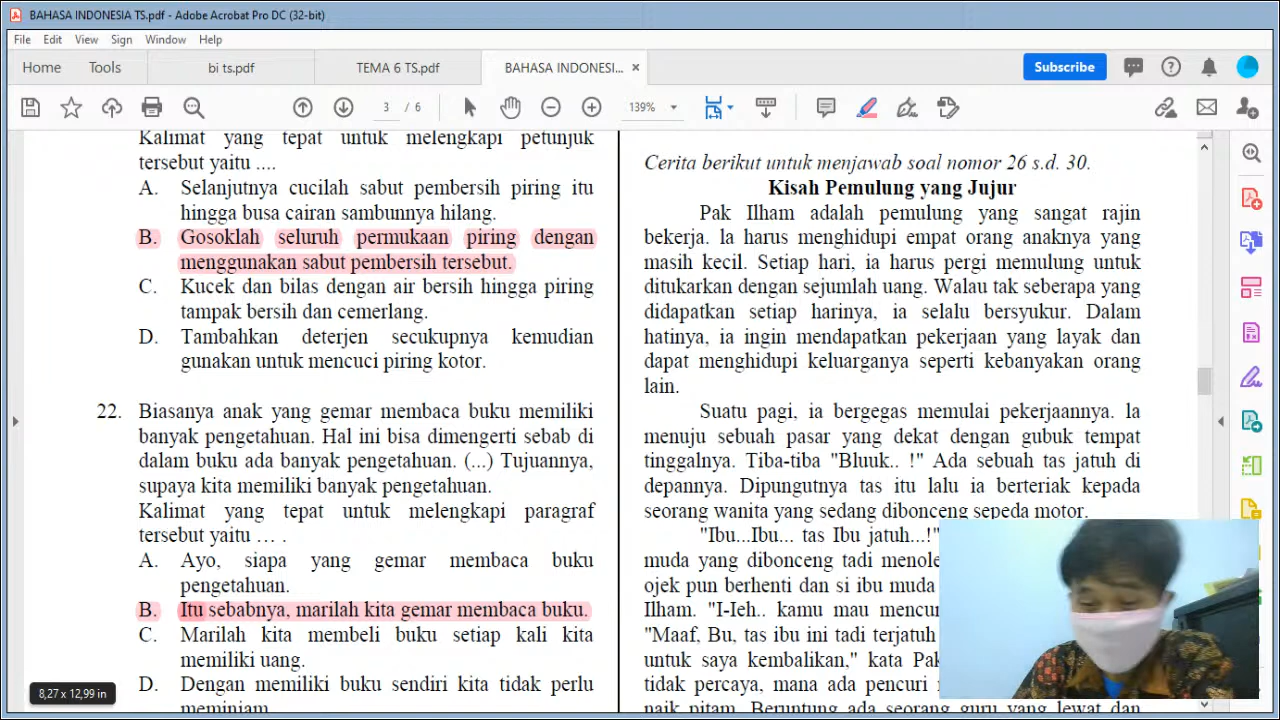 BAHASA INDONESIA TS.pdf - Adobe Acrobat Pro DC (32-bit)
File Edit View Sign Window Help
Home Tools bi ts.pdf TEMA 6 TS.pdf BAHASA INDONESI... × Subscribe
3 / 6 139%
Kalimat yang tepat untuk melengkapi petunjuk
tersebut yaitu ....
A. Selanjutnya cucilah sabut pembersih piring itu
hingga busa cairan sambunnya hilang.
B. Gosoklah seluruh permukaan piring dengan
menggunakan sabut pembersih tersebut.
C. Kucek dan bilas dengan air bersih hingga piring
tampak bersih dan cemerlang.
D. Tambahkan deterjen secukupnya kemudian
gunakan untuk mencuci piring kotor.
22. Biasanya anak yang gemar membaca buku memiliki
banyak pengetahuan. Hal ini bisa dimengerti sebab di
dalam buku ada banyak pengetahuan. (...) Tujuannya,
supaya kita memiliki banyak pengetahuan.
Kalimat yang tepat untuk melengkapi paragraf
tersebut yaitu ... .
A. Ayo, siapa yang gemar membaca buku
pengetahuan.
B. Itu sebabnya, marilah kita gemar membaca buku.
C. Marilah kita membeli buku setiap kali kita
memiliki uang.
D. Dengan memiliki buku sendiri kita tidak perlu
meminjam.
8,27 x 12,99 in
Cerita berikut untuk menjawab soal nomor 26 s.d. 30.
Kisah Pemulung yang Jujur
Pak Ilham adalah pemulung yang sangat rajin
bekerja. la harus menghidupi empat orang anaknya yang
masih kecil. Setiap hari, ia harus pergi memulung untuk
ditukarkan dengan sejumlah uang. Walau tak seberapa yang
didapatkan setiap harinya, ia selalu bersyukur. Dalam
hatinya, ia ingin mendapatkan pekerjaan yang layak dan
dapat menghidupi keluarganya seperti kebanyakan orang
lain.
Suatu pagi, ia bergegas memulai pekerjaannya. la
menuju sebuah pasar yang dekat dengan gubuk tempat
tinggalnya. Tiba-tiba "Bluuk.. !" Ada sebuah tas jatuh di
depannya. Dipungutnya tas itu lalu ia berteriak kepada
seorang wanita yang sedang dibonceng sepeda motor.
"Ibu...Ibu... tas Ibu jatuh...!"
muda yang dibonceng tadi
ojek pun berhenti dan si ibu muda
Ilham. "I-Ieh.. kamu mau
"Maaf, Bu, tas ibu ini tadi terjatuh
untuk saya kembalikan," kata
tidak percaya, mana ada pencuri
naik pitam. Beruntung ada seorang guru yang lewat dan